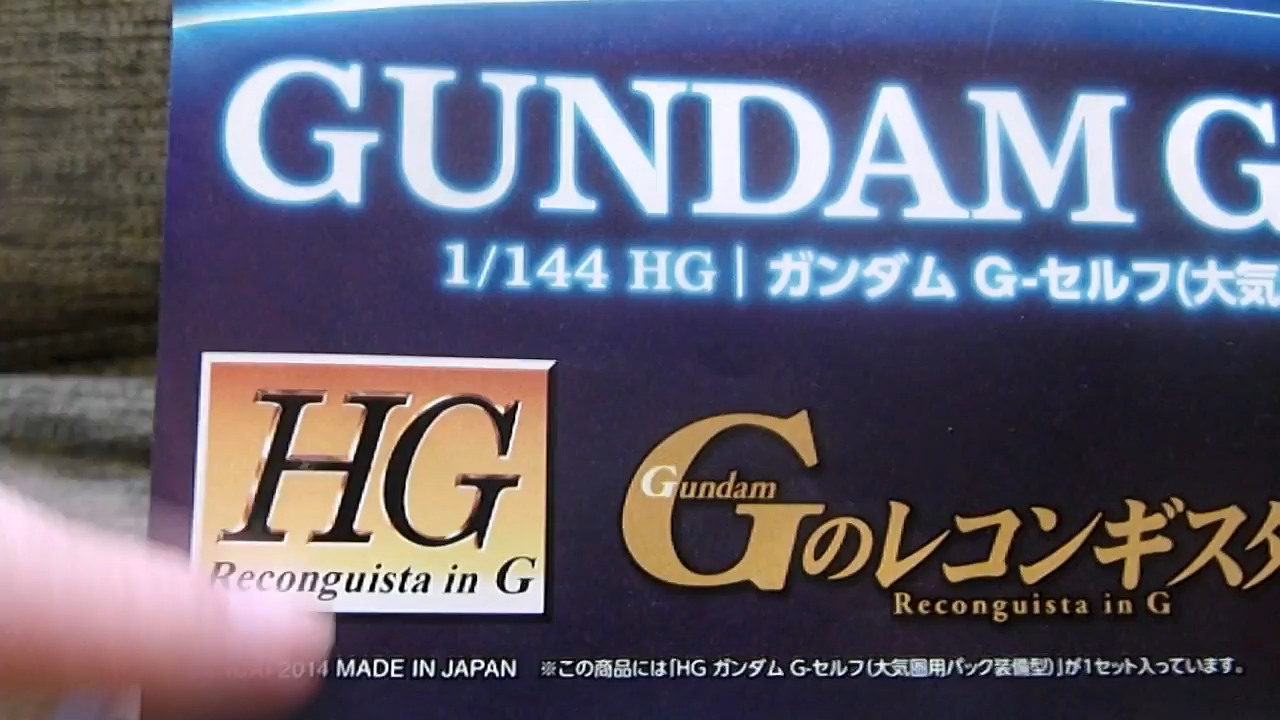 GUNDAM G
1/144 HG | ガンダム G-セルフ(大気
HG
Reconguista in G
Gundam
Gのレコンギスタ
Reconguista in G
2014 MADE IN JAPAN ※この商品には「HG ガンダム G-セルフ(大気圏用パック装備型)」が1セット入っています。